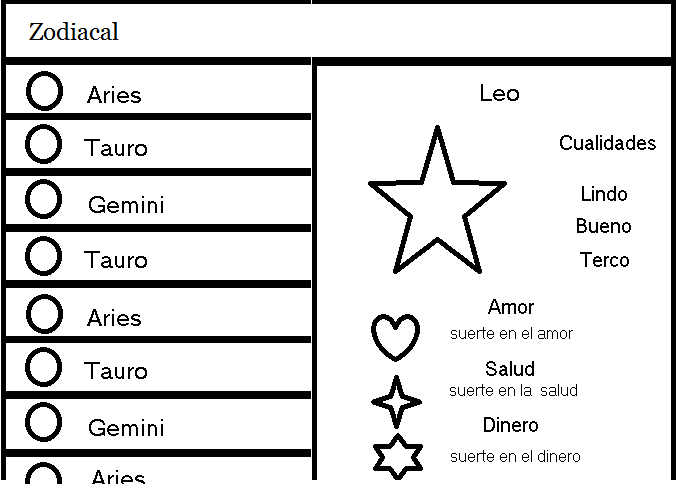 Zodiacal
Aries
Tauro
Gemini
Tauro
Aries
Tauro
Gemini
Aries
Leo
Cualidades
Lindo
Bueno
Terco
Amor
suerte en el amor
Salud
suerte en la salud
Dinero
suerte en el dinero